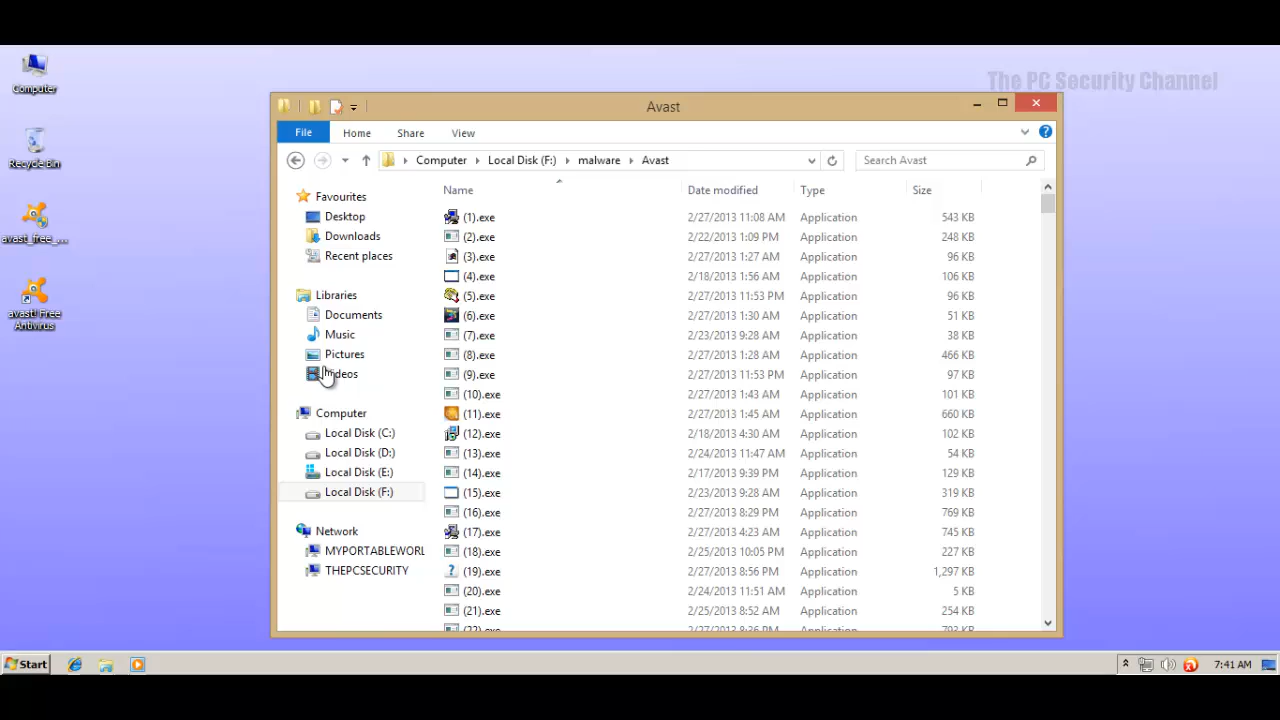 The PC Security Channel
Computer
Recycle Bin
avast_free_...
avast! Free
Antivirus
Avast
File Home Share View
Computer Local Disk (F:) malware Avast
Search Avast
Favourites
Desktop
Downloads
Recent places
Libraries
Documents
Music
Pictures
Computer
Local Disk (C:)
Local Disk (D:)
Local Disk (E:)
Local Disk (F:)
Network
MYPORTABLEWORL
THEPCSECURITY
Name Date modified Type Size
(1).exe 2/27/2013 11:08 AM Application 543 KB
(2).exe 2/22/2013 1:09 PM Application 248 KB
(3).exe 2/27/2013 1:27 AM Application 96 KB
(4).exe 2/18/2013 1:56 AM Application 106 KB
(5).exe 2/27/2013 11:53 PM Application 96 KB
(6).exe 2/27/2013 1:30 AM Application 51 KB
(7).exe 2/23/2013 9:28 AM Application 38 KB
(8).exe 2/27/2013 1:28 AM Application 466 KB
(9).exe 2/27/2013 11:53 PM Application 97 KB
(10).exe 2/27/2013 1:43 AM Application 101 KB
(11).exe 2/27/2013 1:45 AM Application 660 KB
(12).exe 2/18/2013 4:30 AM Application 102 KB
(13).exe 2/24/2013 11:47 AM Application 54 KB
(14).exe 2/17/2013 9:39 PM Application 129 KB
(15).exe 2/23/2013 9:28 AM Application 319 KB
(16).exe 2/27/2013 8:29 PM Application 769 KB
(17).exe 2/27/2013 4:23 AM Application 745 KB
(18).exe 2/25/2013 10:05 PM Application 227 KB
(19).exe 2/27/2013 8:56 PM Application 1,297 KB
(20).exe 2/24/2013 11:51 AM Application 5 KB
(21).exe 2/25/2013 8:52 AM Application 254 KB
Start
7:41 AM